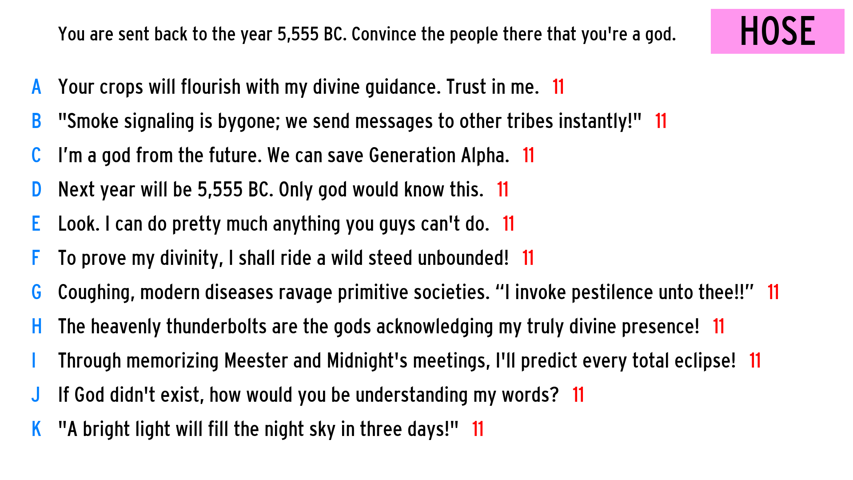 You are sent back to the year 5,555 BC. Convince the people there that you're a god.
HOSE
A Your crops will flourish with my divine guidance. Trust in me. 11
B "Smoke signaling is bygone; we send messages to other tribes instantly!" 11
C I’m a god from the future. We can save Generation Alpha. 11
D Next year will be 5,555 BC. Only god would know this. 11
E Look. I can do pretty much anything you guys can't do. 11
F To prove my divinity, I shall ride a wild steed unbounded! 11
G Coughing, modern diseases ravage primitive societies. “I invoke pestilence unto thee!!” 11
H The heavenly thunderbolts are the gods acknowledging my truly divine presence! 11
I Through memorizing Meester and Midnight's meetings, I'll predict every total eclipse! 11
J If God didn't exist, how would you be understanding my words? 11
K "A bright light will fill the night sky in three days!" 11